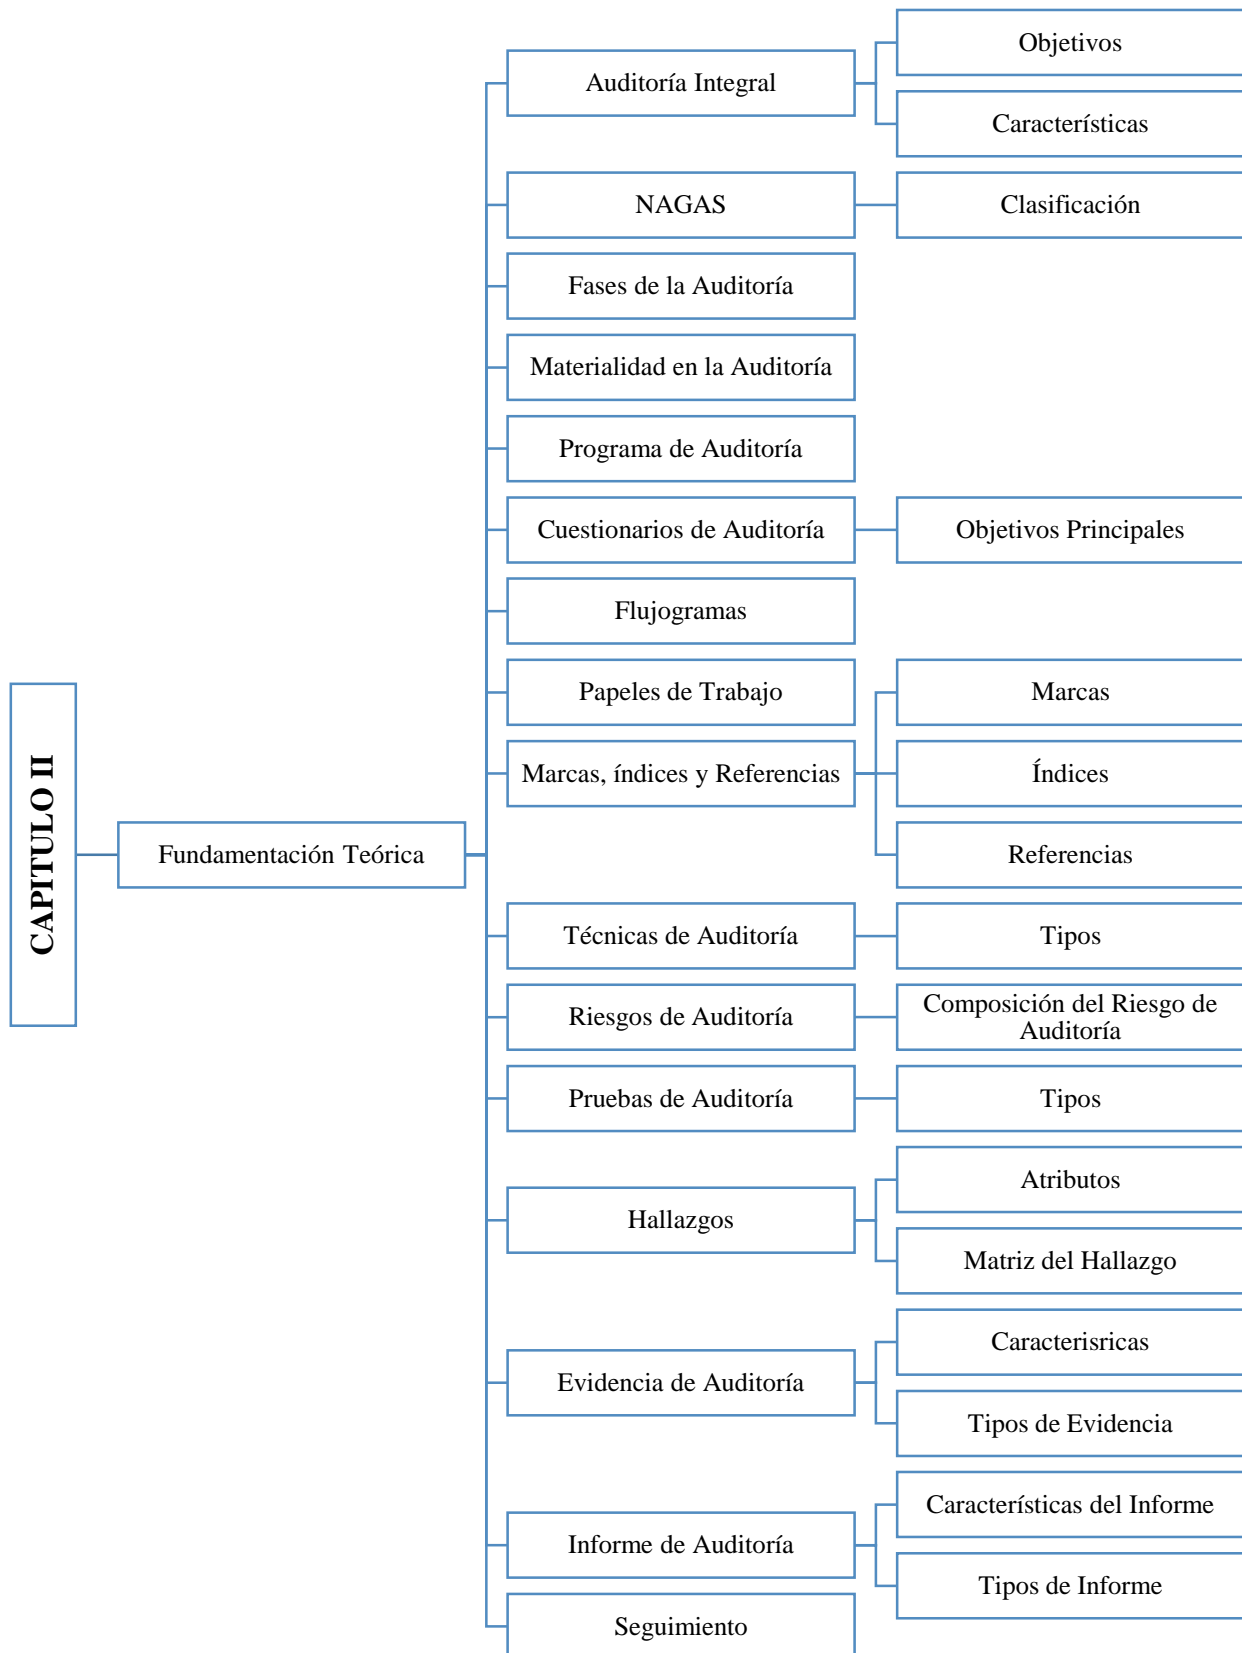 CAPITULO II
Fundamentación Teórica
Auditoría Integral
Objetivos
Características
NAGAS
Clasificación
Fases de la Auditoría
Materialidad en la Auditoría
Programa de Auditoría
Cuestionarios de Auditoría
Objetivos Principales
Flujogramas
Papeles de Trabajo
Marcas, índices y Referencias
Marcas
Índices
Referencias
Técnicas de Auditoría
Tipos
Riesgos de Auditoría
Composición del Riesgo de
Auditoría
Pruebas de Auditoría
Tipos
Hallazgos
Atributos
Matriz del Hallazgo
Evidencia de Auditoría
Caracterisricas
Tipos de Evidencia
Informe de Auditoría
Características del Informe
Tipos de Informe
Seguimiento